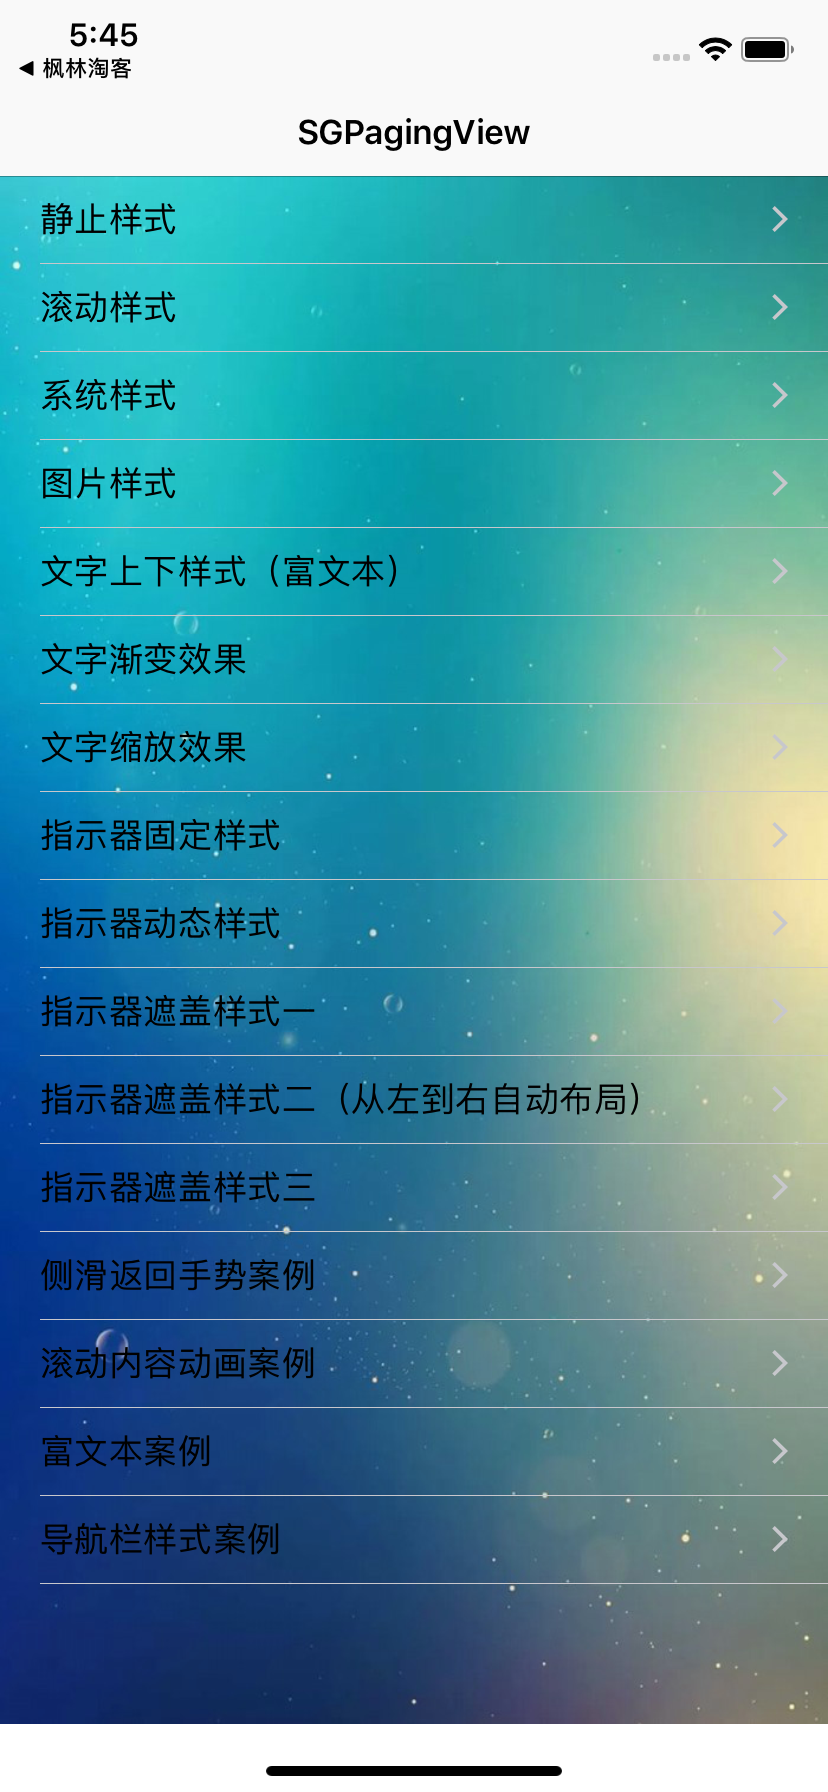 5:45
◀ 枫林淘客
SGPagingView
静止样式
滚动样式
系统样式
图片样式
文字上下样式（富文本）
文字渐变效果
文字缩放效果
指示器固定样式
指示器动态样式
指示器遮盖样式一
指示器遮盖样式二（从左到右自动布局）
指示器遮盖样式三
侧滑返回手势案例
滚动内容动画案例
富文本案例
导航栏样式案例